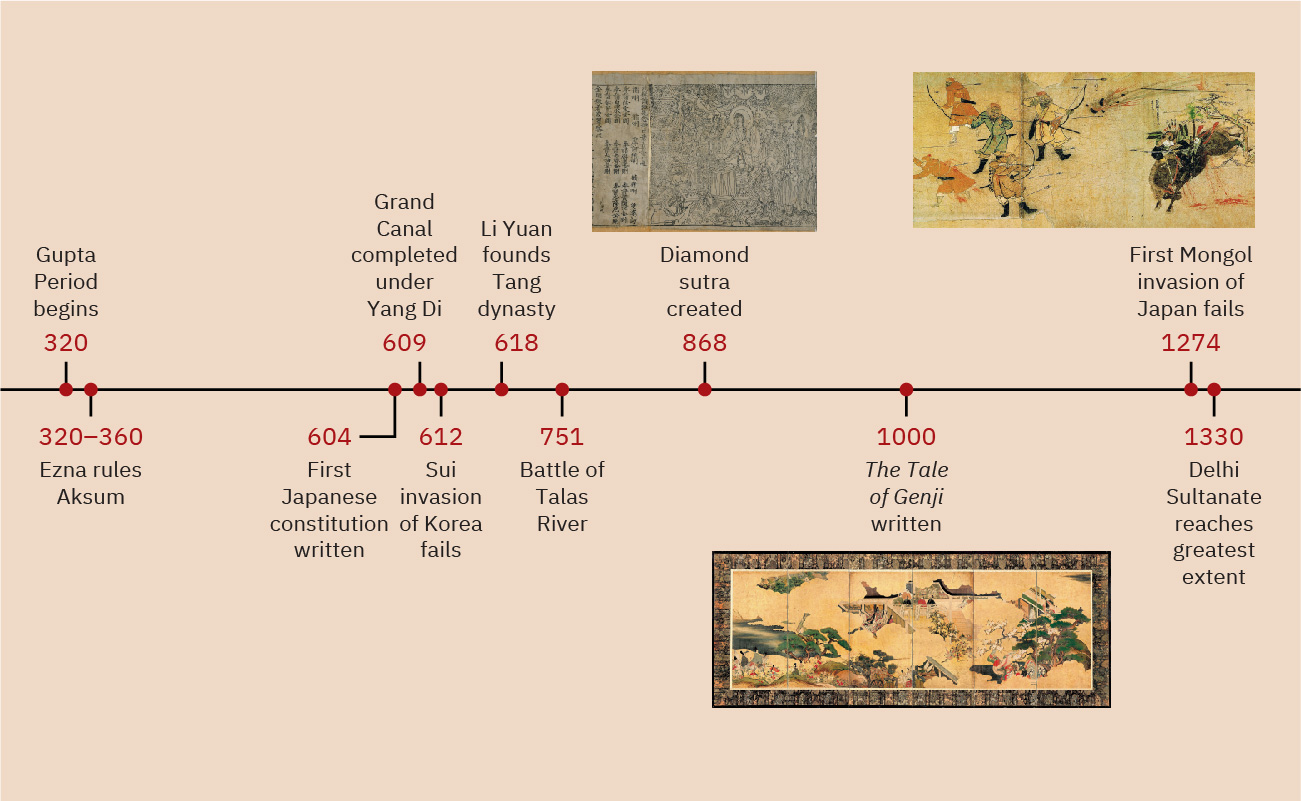 Gupta
Period
begins
320
320–360
Ezna rules
Aksum
604
First
Japanese
constitution
written
Grand
Canal
completed
under
Yang Di
609
612
Sui
invasion
of Korea
fails
Li Yuan
founds
Tang
dynasty
618
751
Battle of
Talas
River
Diamond
sutra
created
868
1000
The Tale
of Genji
written
First Mongol
invasion of
Japan fails
1274
1330
Delhi
Sultanate
reaches
greatest
extent